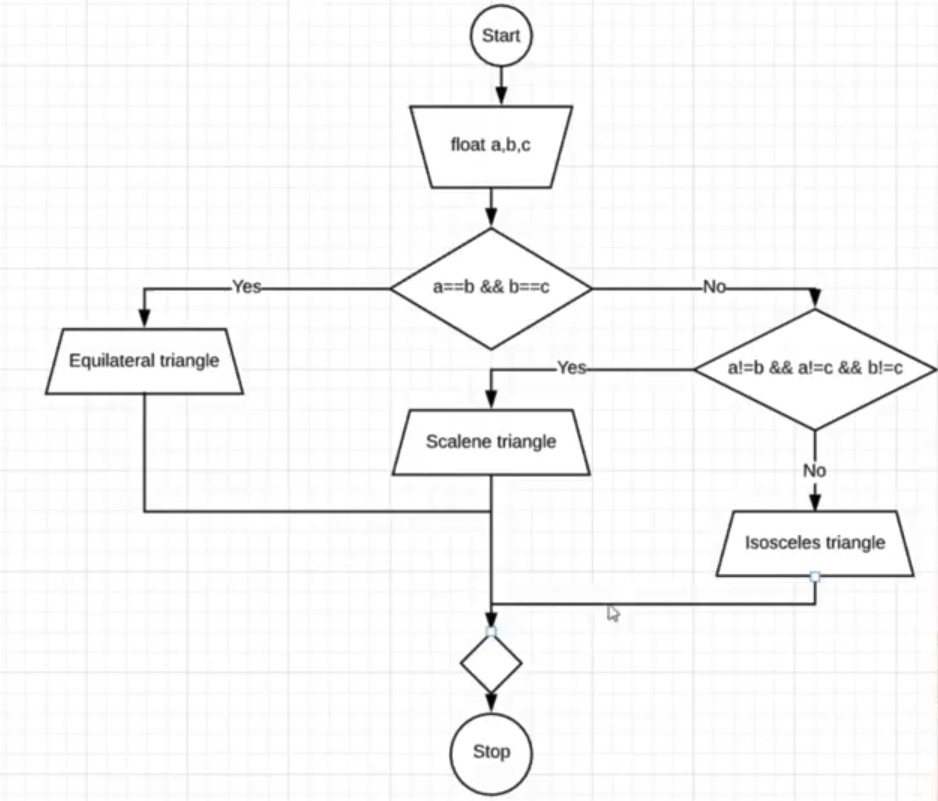 Start
float a,b,c
a==b && b==c
Yes
No
Equilateral triangle
a!=b && a!=c && b!=c
Yes
Scalene triangle
No
Isosceles triangle
Stop